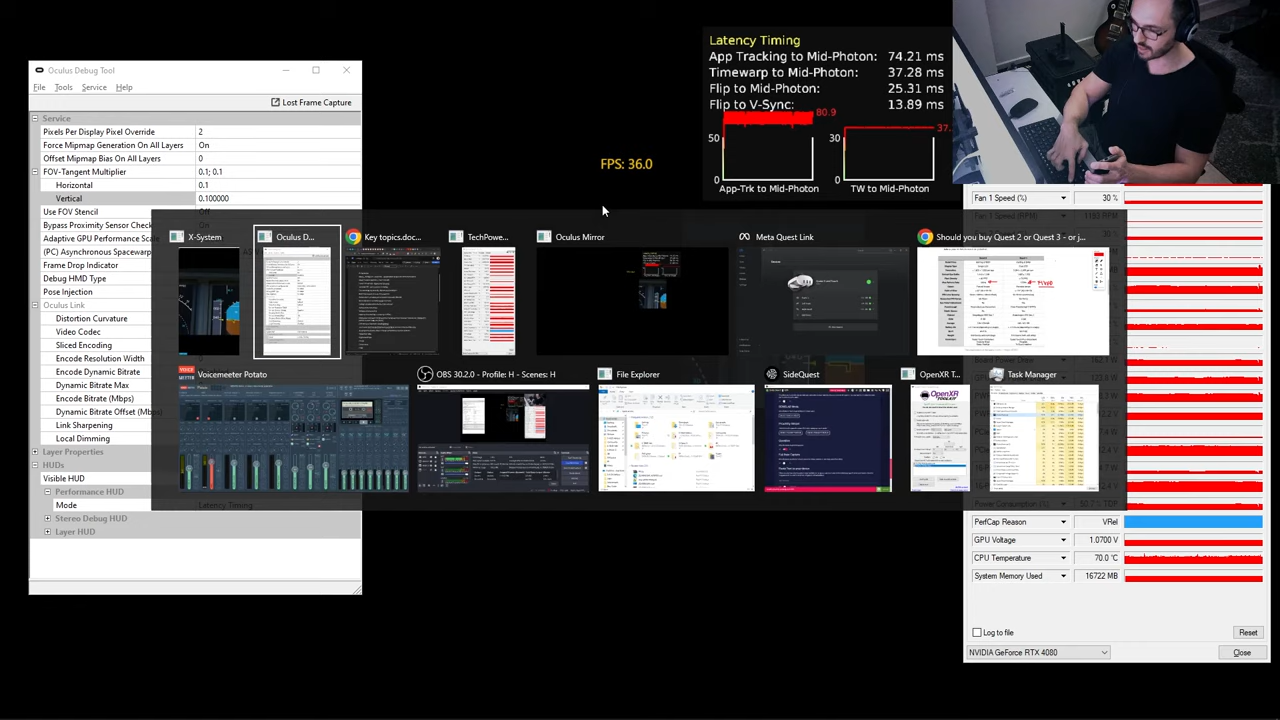 Oculus Debug Tool
File Tools Service Help
Lost Frame Capture
Service
Pixels Per Display Pixel Override 2
Force Mipmap Generation On All Layers On
Offset Mipmap Bias On All Layers 0
FOV-Tangent Multiplier 0.1; 0.1
Horizontal 0.1
Vertical 0.100000
Use FOV Stencil Off
Bypass Proximity Sensor Check
Adaptive GPU Performance Scale
(PC) Asynchronous Spacewarp
Frame Drop Indicator
Debug HMD Type
Pose Injection
Oculus Link
Distortion Curvature
Video Codec
Sliced Encoding
Encode Resolution Width
Encode Dynamic Bitrate
Dynamic Bitrate Max
Encode Bitrate (Mbps)
Dynamic Bitrate Offset (Mbps)
Link Sharpening
Local Dimming
Layer Properties
HUDs
Visible HUD
Performance HUD
Mode Latency Timing
Stereo Debug HUD
Layer HUD
FPS: 36.0
Latency Timing
App Tracking to Mid-Photon: 74.21 ms
Timewarp to Mid-Photon: 37.28 ms
Flip to Mid-Photon: 25.31 ms
Flip to V-Sync: 13.89 ms
80.9
37.
50
30
0
0
App-Trk to Mid-Photon
TW to Mid-Photon
X-System
Oculus D...
Key topics.doc...
TechPowe...
Oculus Mirror
Meta Quest Link
Should you buy Quest 2 or Quest 3 - or j...
Voicemeeter Potato
OBS 30.2.0 - Profile: H - Scenes: H
File Explorer
SideQuest
OpenXR T...
Task Manager
Fan 1 Speed (%) 30 %
PerfCap Reason VRel
GPU Voltage 1.0700 V
CPU Temperature 70.0 °C
System Memory Used 16722 MB
Log to file
Reset
NVIDIA GeForce RTX 4080
Close